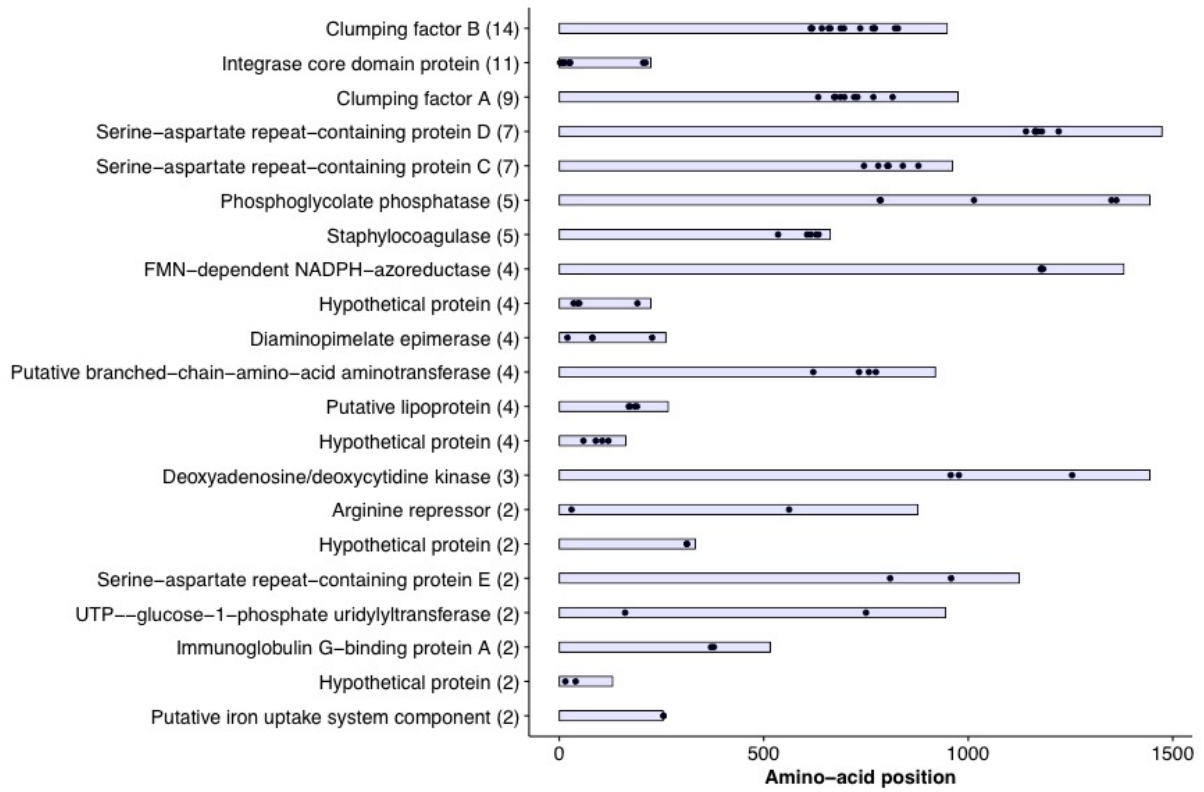 Clumping factor B (14)
Integrase core domain protein (11)
Clumping factor A (9)
Serine−aspartate repeat−containing protein D (7)
Serine−aspartate repeat−containing protein C (7)
Phosphoglycolate phosphatase (5)
Staphylocoagulase (5)
FMN−dependent NADPH−azoreductase (4)
Hypothetical protein (4)
Diaminopimelate epimerase (4)
Putative branched−chain−amino−acid aminotransferase (4)
Putative lipoprotein (4)
Hypothetical protein (4)
Deoxyadenosine/deoxycytidine kinase (3)
Arginine repressor (2)
Hypothetical protein (2)
Serine−aspartate repeat−containing protein E (2)
UTP−−glucose−1−phosphate uridylyltransferase (2)
Immunoglobulin G−binding protein A (2)
Hypothetical protein (2)
Putative iron uptake system component (2)
0 500 1000 1500
Amino−acid position